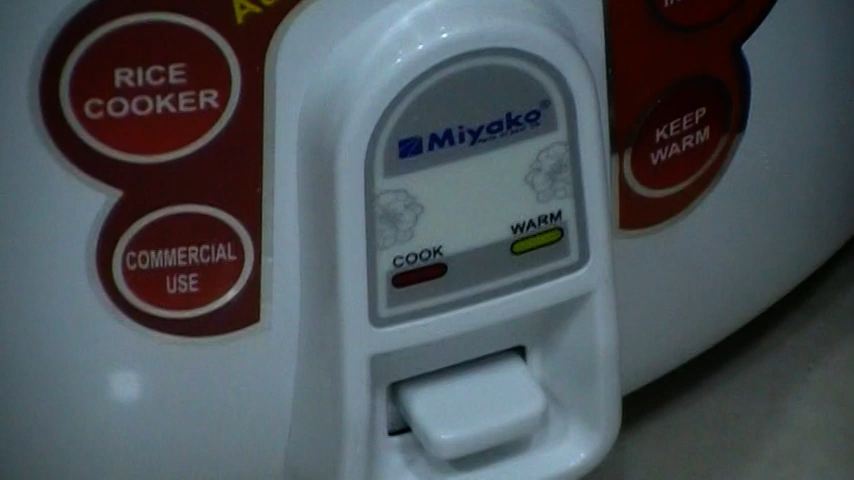 RICE
COOKER
COMMERCIAL
USE
Miyako®
COOK
WARM
KEEP
WARM